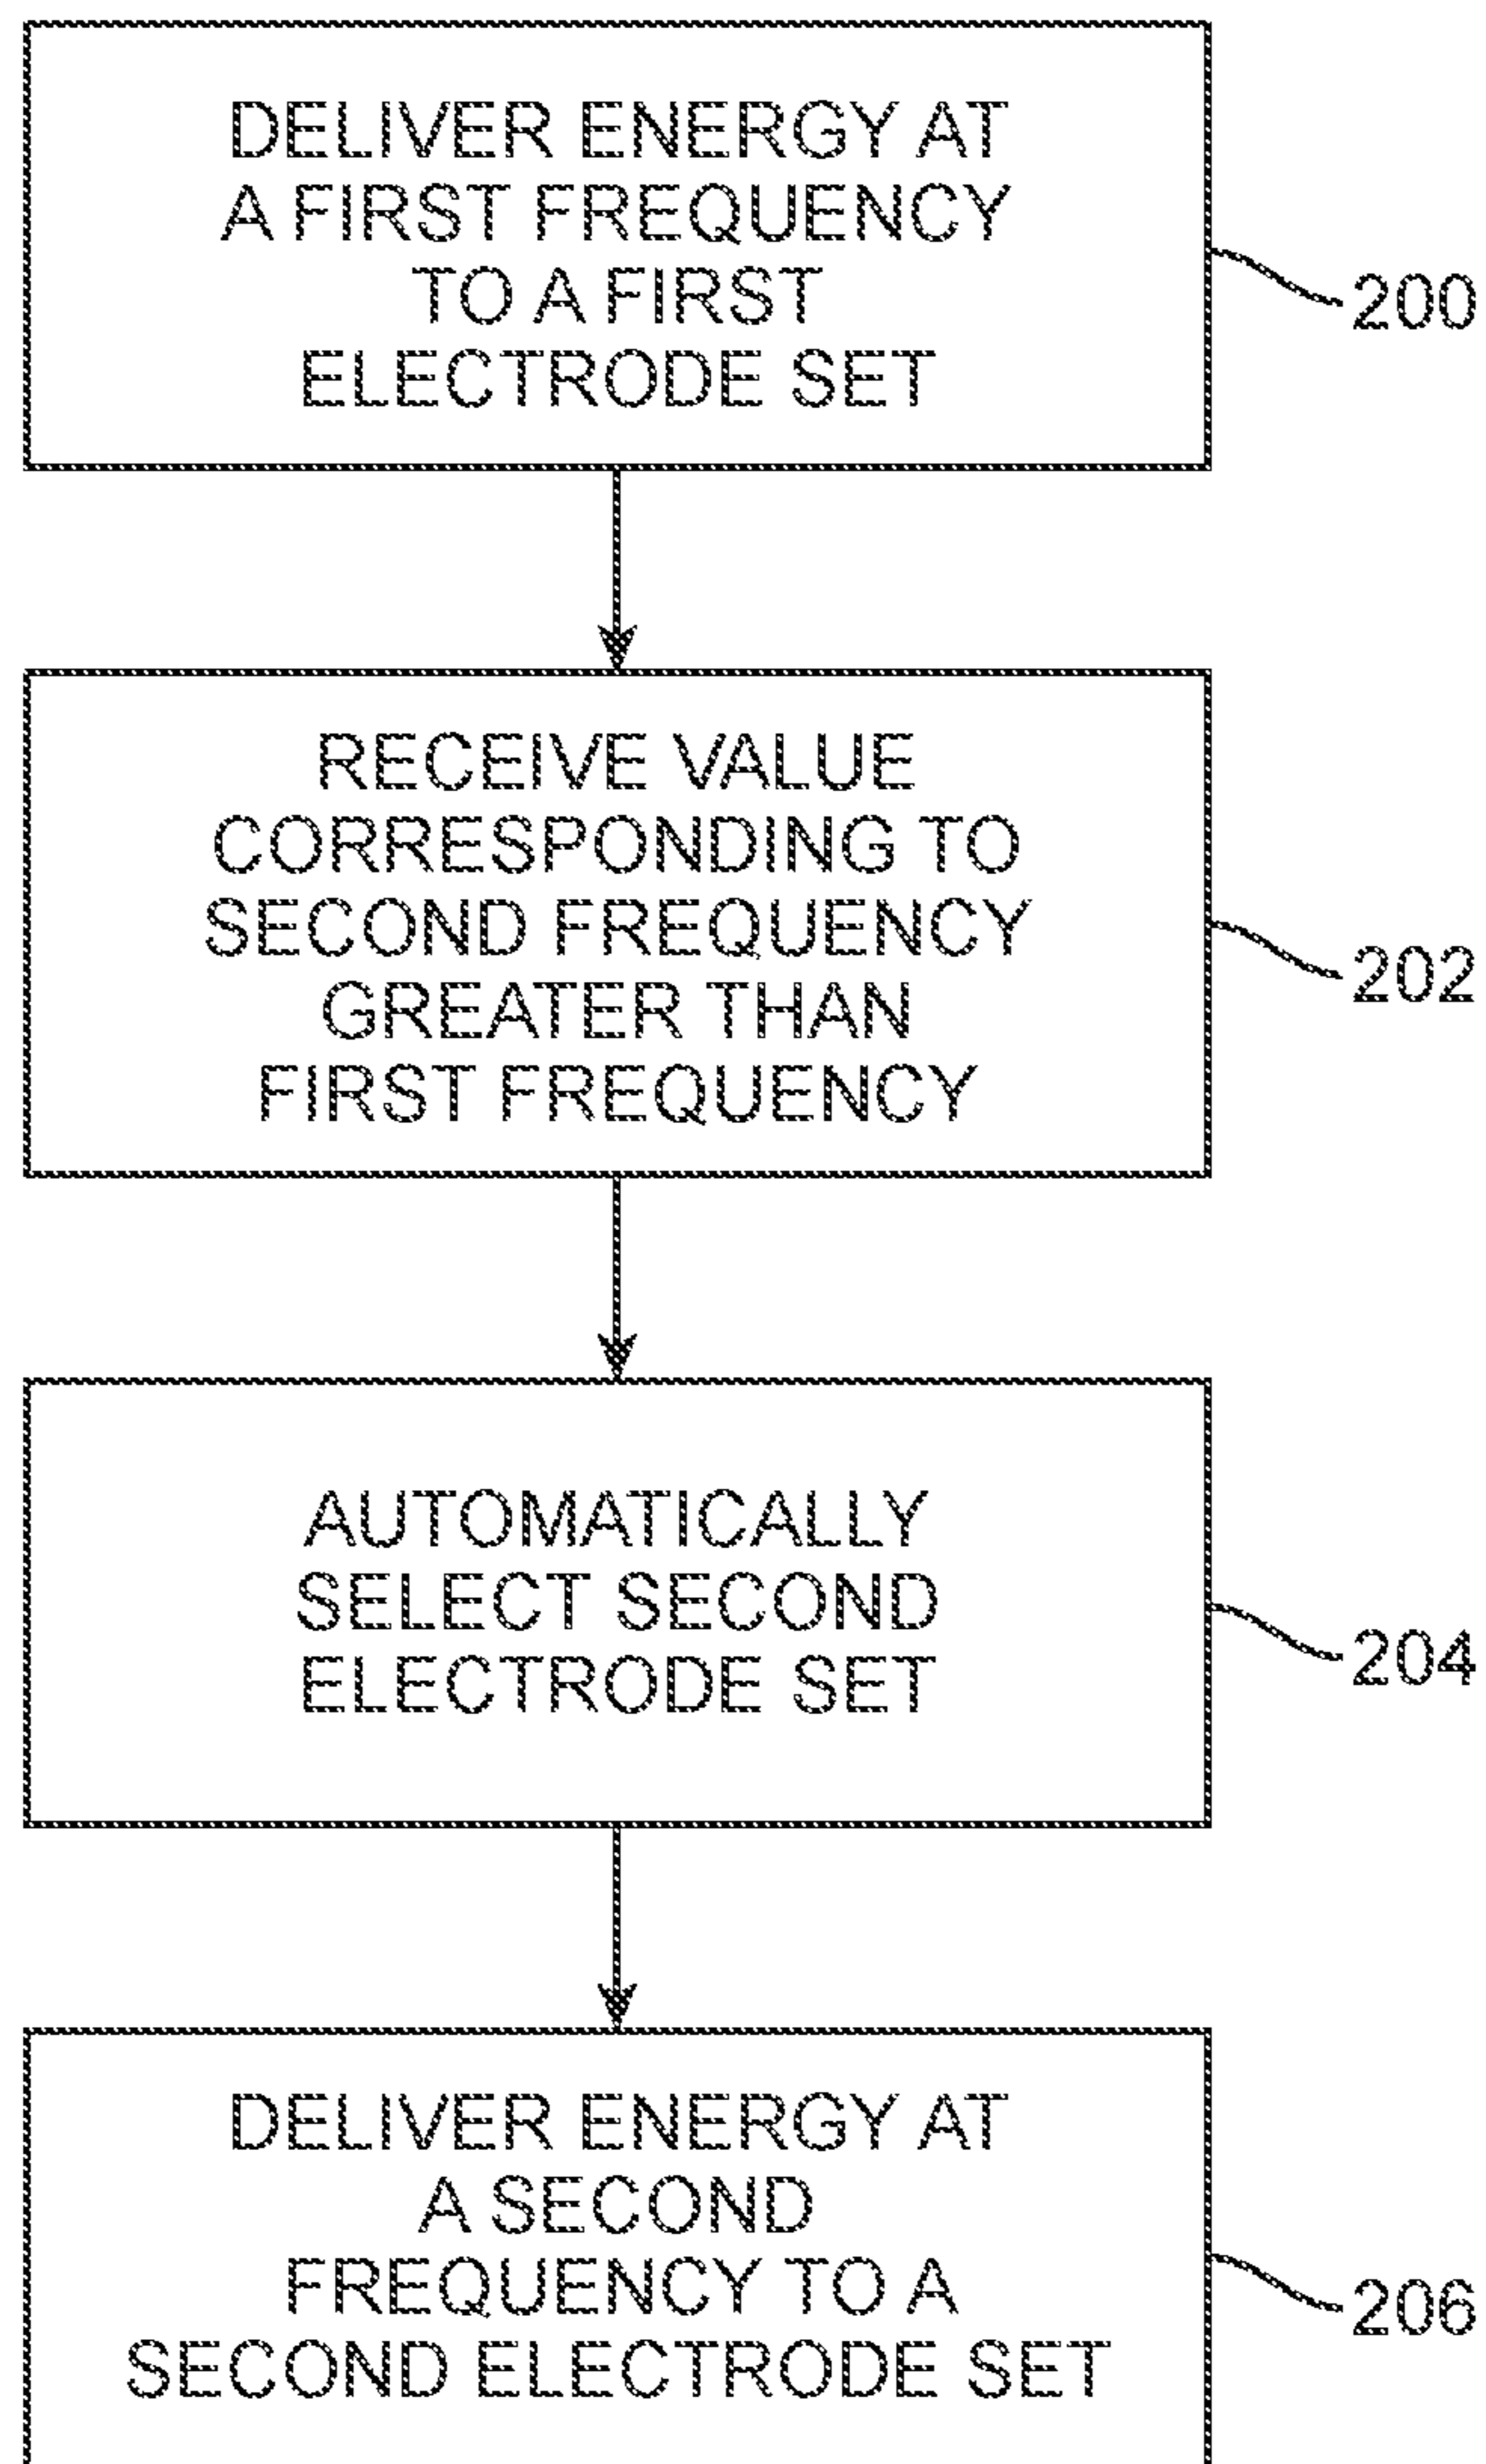 DELIVER ENERGY AT
A FIRST FREQUENCY
TO A FIRST
ELECTRODE SET
200
RECEIVE VALUE
CORRESPONDING TO
SECOND FREQUENCY
GREATER THAN
FIRST FREQUENCY
202
AUTOMATICALLY
SELECT SECOND
ELECTRODE SET
204
DELIVER ENERGY AT
A SECOND
FREQUENCY TO A
SECOND ELECTRODE SET
206